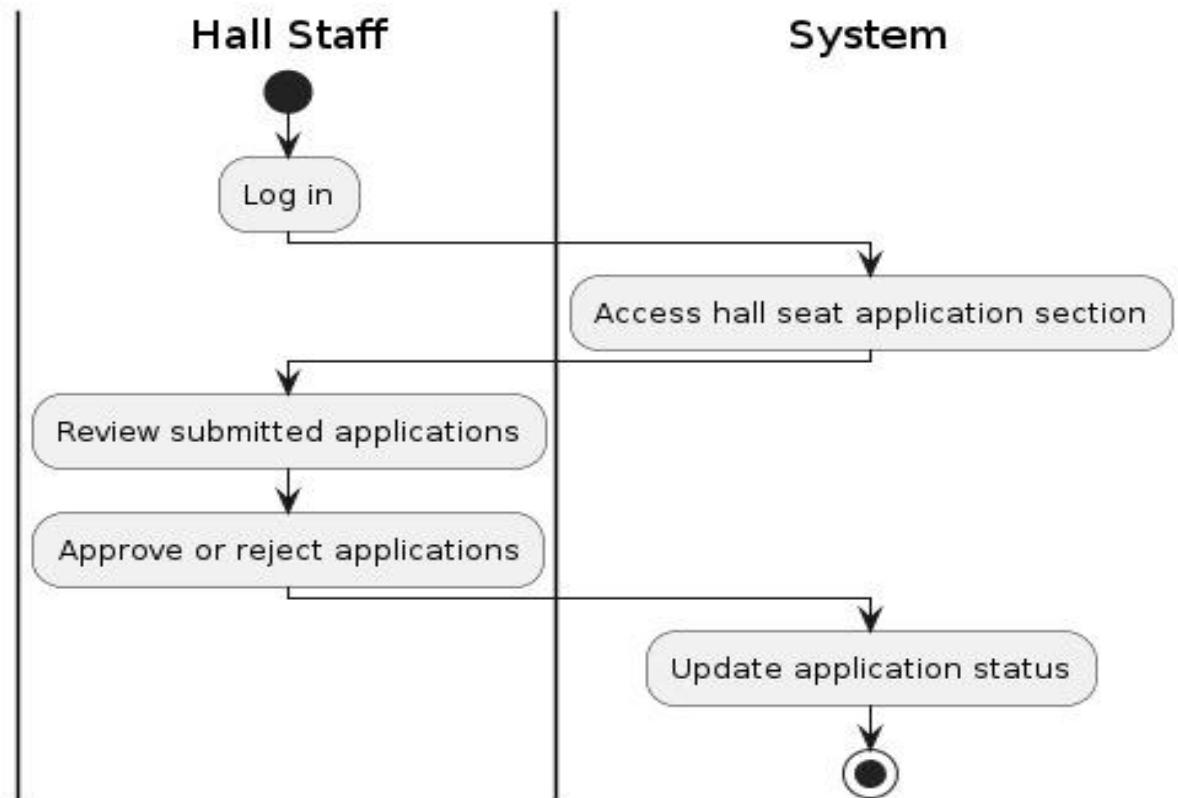 Hall Staff
System
Log in
Access hall seat application section
Review submitted applications
Approve or reject applications
Update application status